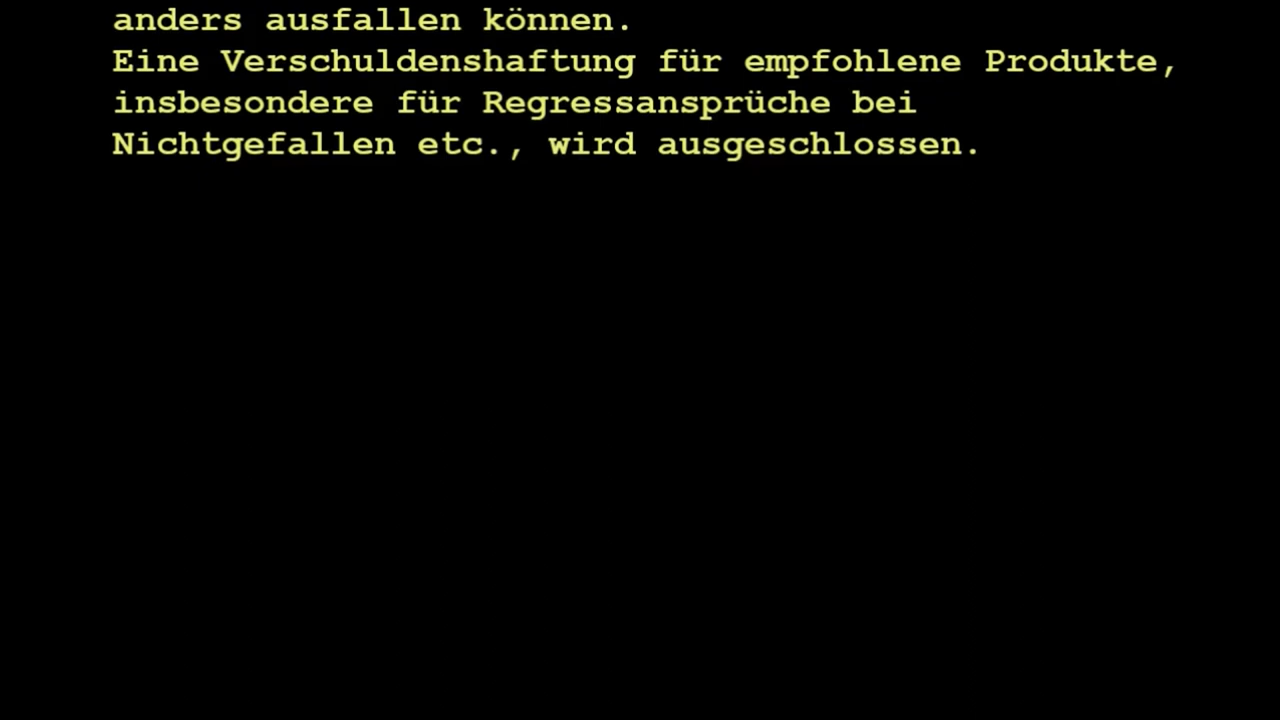 anders ausfallen können.
Eine Verschuldenshaftung für empfohlene Produkte,
insbesondere für Regressansprüche bei
Nichtgefallen etc., wird ausgeschlossen.